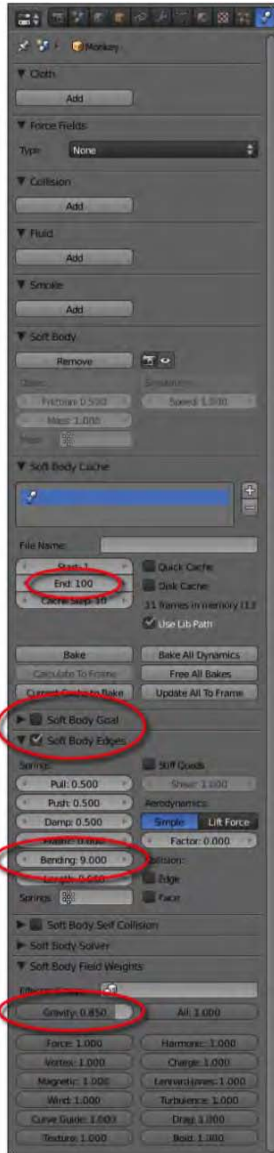 Monkey
Cloth
Add
Force Fields
Type: None
Collision
Add
Fluid
Add
Smoke
Add
Soft Body
Remove
Friction: 0.500 Speed: 1.000
Mass: 1.000
Mass:
Soft Body Cache
File Name:
Start: 1 Quick Cache
End: 100 Disk Cache
Cache Step: 10 11 frames in memory (13
Use Lib Path
Bake Bake All Dynamics
Calculate To Frame Free All Bakes
Current Cache to Bake Update All To Frame
Soft Body Goal
Soft Body Edges
Springs: Stiff Quads
Pull: 0.500 Shear: 1.000
Push: 0.500 Aerodynamics:
Damp: 0.500 Simple Lift Force
Plastic: 0.000 Factor: 0.000
Bending: 9.000 Collision:
Edge
Springs: Face
Soft Body Self Collision
Soft Body Solver
Soft Body Field Weights
Gravity: 0.850 All: 1.000
Force: 1.000 Harmonic: 1.000
Vortex: 1.000 Charge: 1.000
Magnetic: 1.000 Lennard-Jones: 1.000
Wind: 1.000 Turbulence: 1.000
Curve Guide: 1.000 Drag: 1.000
Texture: 1.000 Boid: 1.000